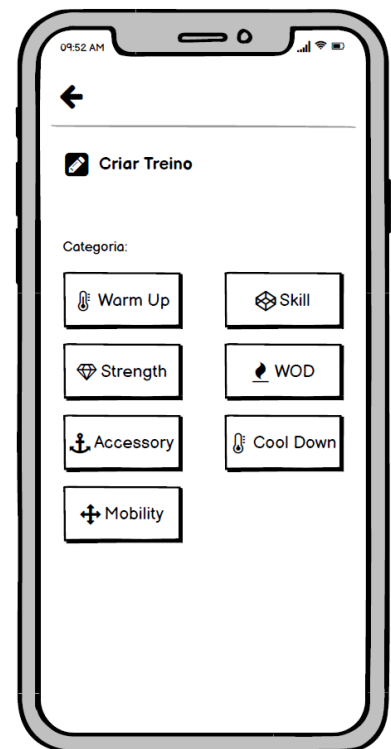 09:52 AM
Criar Treino
Categoria:
Warm Up
Skill
Strength
WOD
Accessory
Cool Down
Mobility